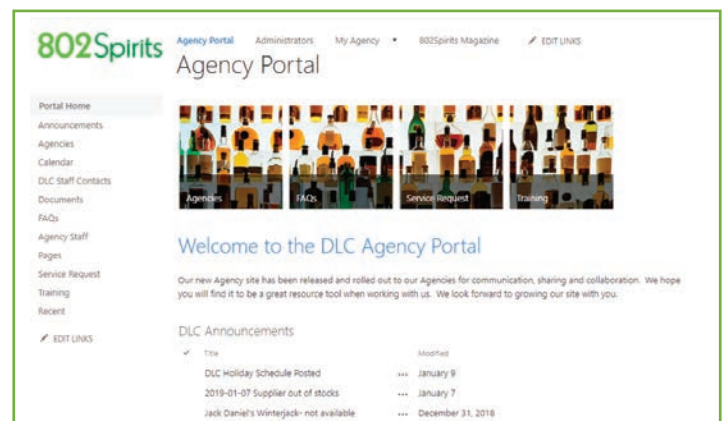 802Spirits
Agency Portal Administrators My Agency 802Spirits Magazine EDIT LINKS
Agency Portal
Portal Home
Announcements
Agencies
Calendar
DLC Staff Contacts
Documents
FAQs
Agency Staff
Pages
Service Request
Training
Recent
EDIT LINKS
Agencies FAQs Service Request Training
Welcome to the DLC Agency Portal
Our new Agency site has been released and rolled out to our Agencies for communication, sharing and collaboration. We hope
you will find it to be a great resource tool when working with us. We look forward to growing our site with you.
DLC Announcements
Title Modified
DLC Holiday Schedule Posted ... January 9
2019-01-07 Supplier out of stocks ... January 7
Jack Daniel's Winterjack- not available ... December 31, 2018